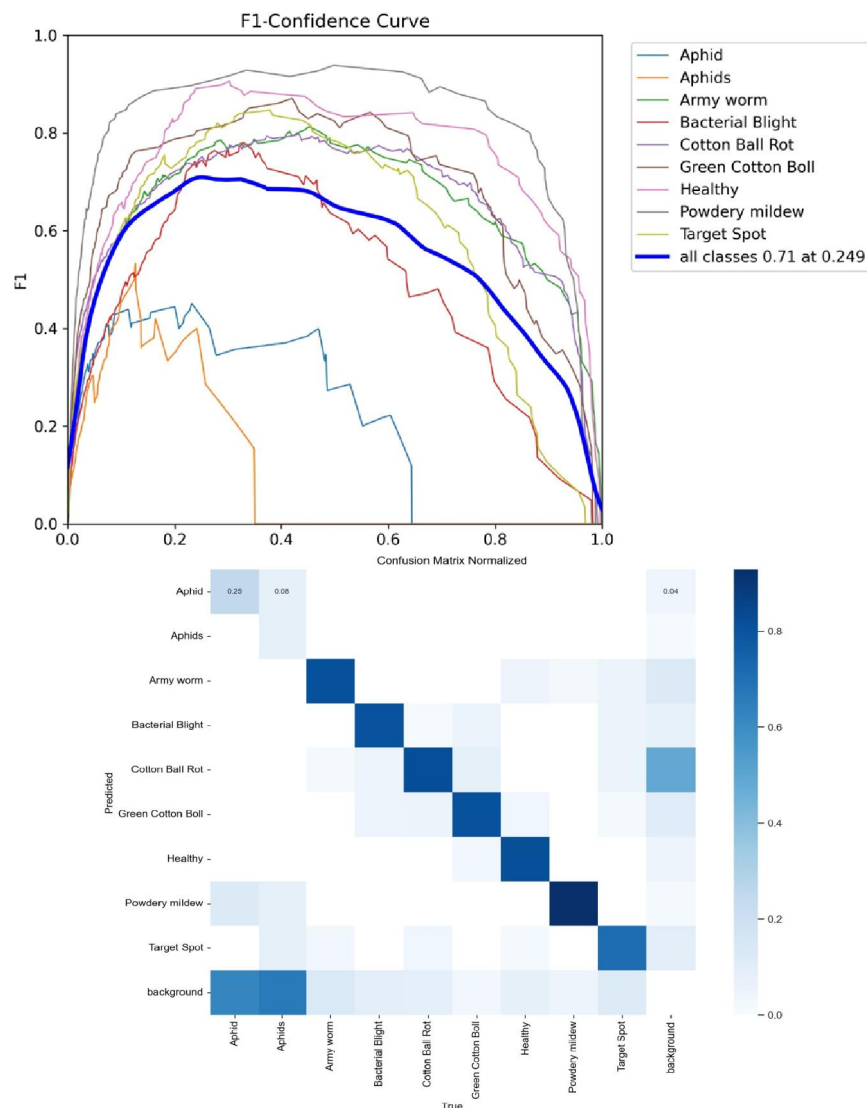 F1-Confidence Curve
F1
1.0
0.8
0.6
0.4
0.2
0.0
0.0 0.2 0.4 0.6 0.8 1.0
Aphid
Aphids
Army worm
Bacterial Blight
Cotton Ball Rot
Green Cotton Boll
Healthy
Powdery mildew
Target Spot
all classes 0.71 at 0.249
Confusion Matrix Normalized
Predicted
Aphid
Aphids
Army worm
Bacterial Blight
Cotton Ball Rot
Green Cotton Boll
Healthy
Powdery mildew
Target Spot
background
0.25 0.08 0.04
Aphid
Aphids
Army worm
Bacterial Blight
Cotton Ball Rot
Green Cotton Boll
Healthy
Powdery mildew
Target Spot
background
True
0.8
0.6
0.4
0.2
0.0